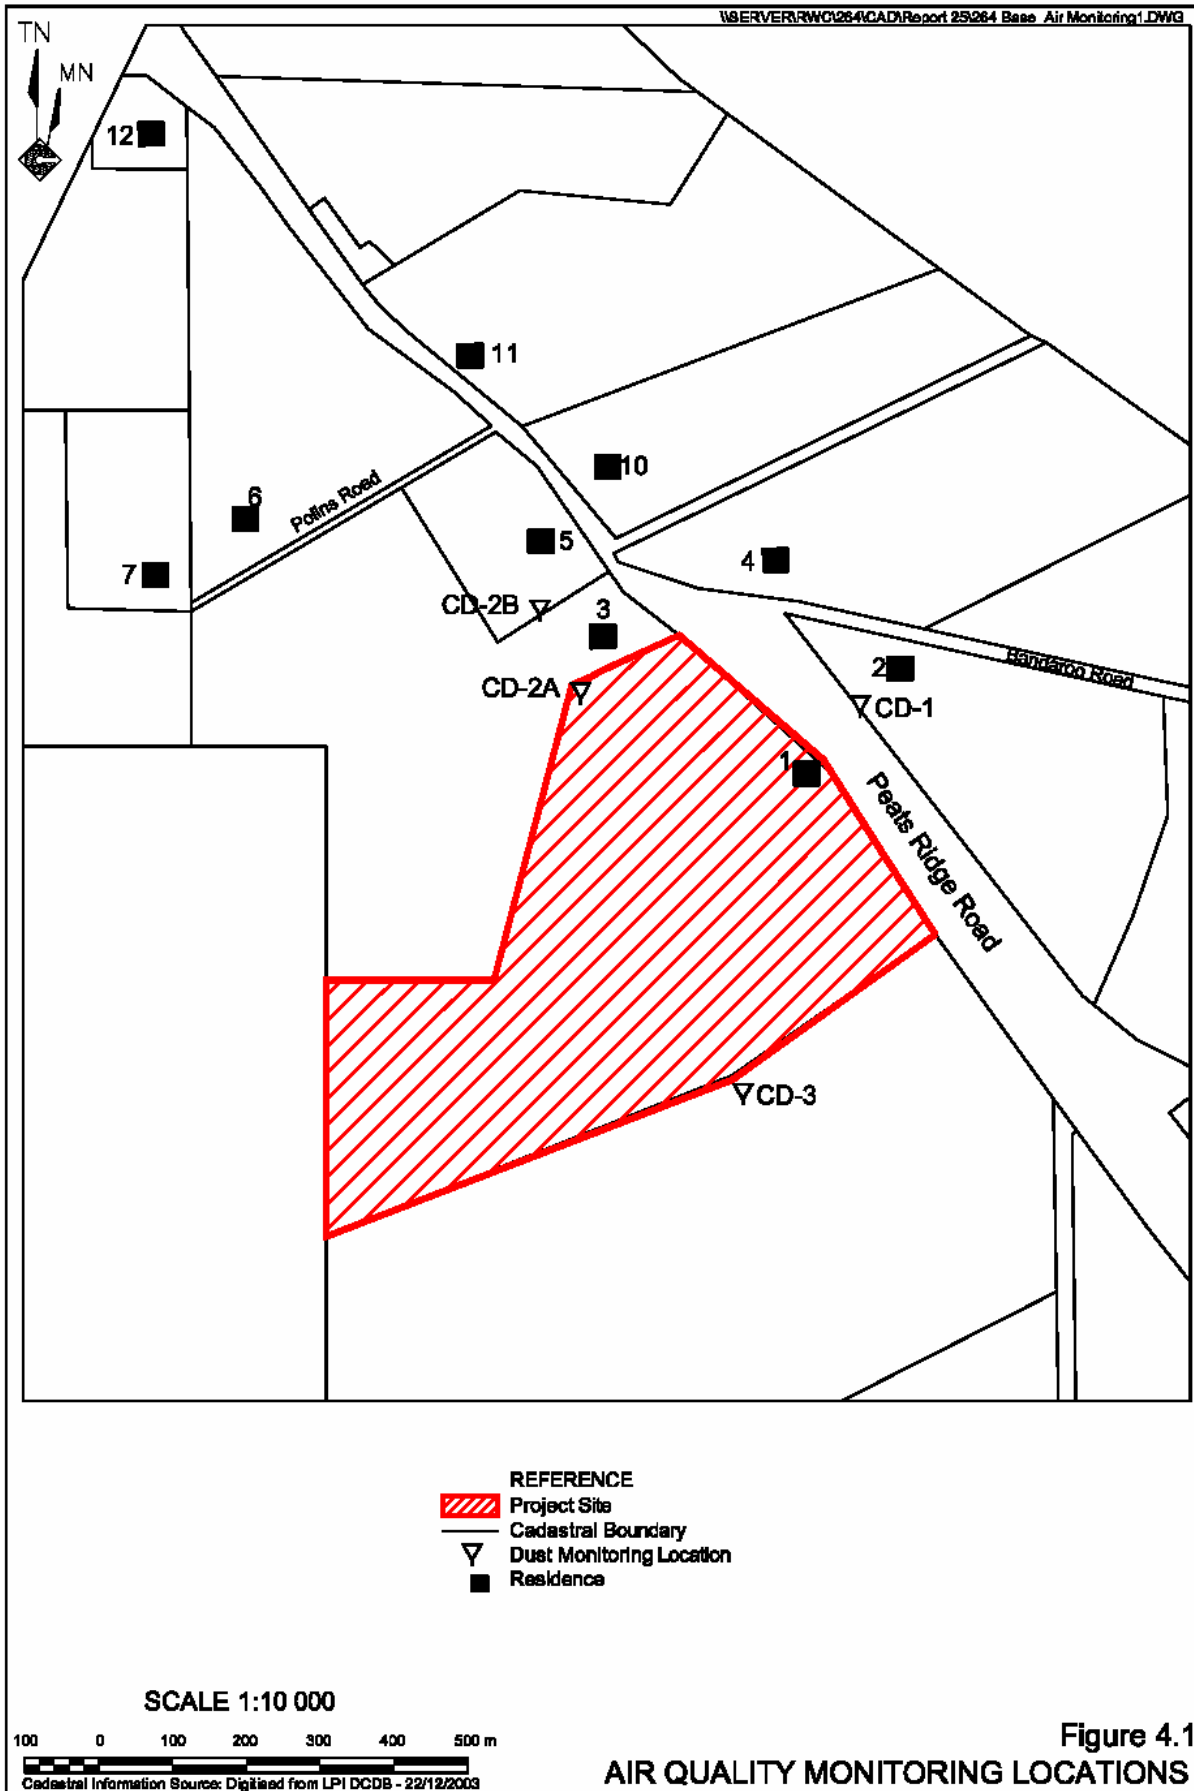 \\SERVER\RWC\264\CAD\Report 25\264 Base_Air Monitoring1.DWG
TN
MN
12
11
10
6
Polins Road
5
7
4
CD-2B
3
2
Bandaroo Road
CD-2A
CD-1
1
Peats Ridge Road
CD-3
REFERENCE
Project Site
Cadastral Boundary
Dust Monitoring Location
Residence
SCALE 1:10 000
100 0 100 200 300 400 500 m
Cadastral Information Source: Digitised from LPI DCDB - 22/12/2003
Figure 4.1
AIR QUALITY MONITORING LOCATIONS